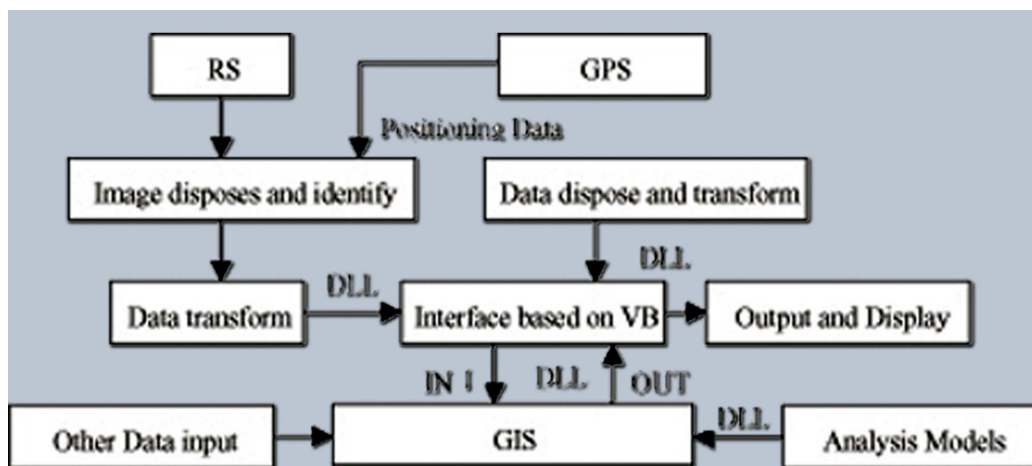 RS
GPS
Positioning Data
Image disposes and identify
Data dispose and transform
DLL
DLL
Data transform
Interface based on VB
Output and Display
IN
DLL
OUT
DLL
Other Data input
GIS
Analysis Models